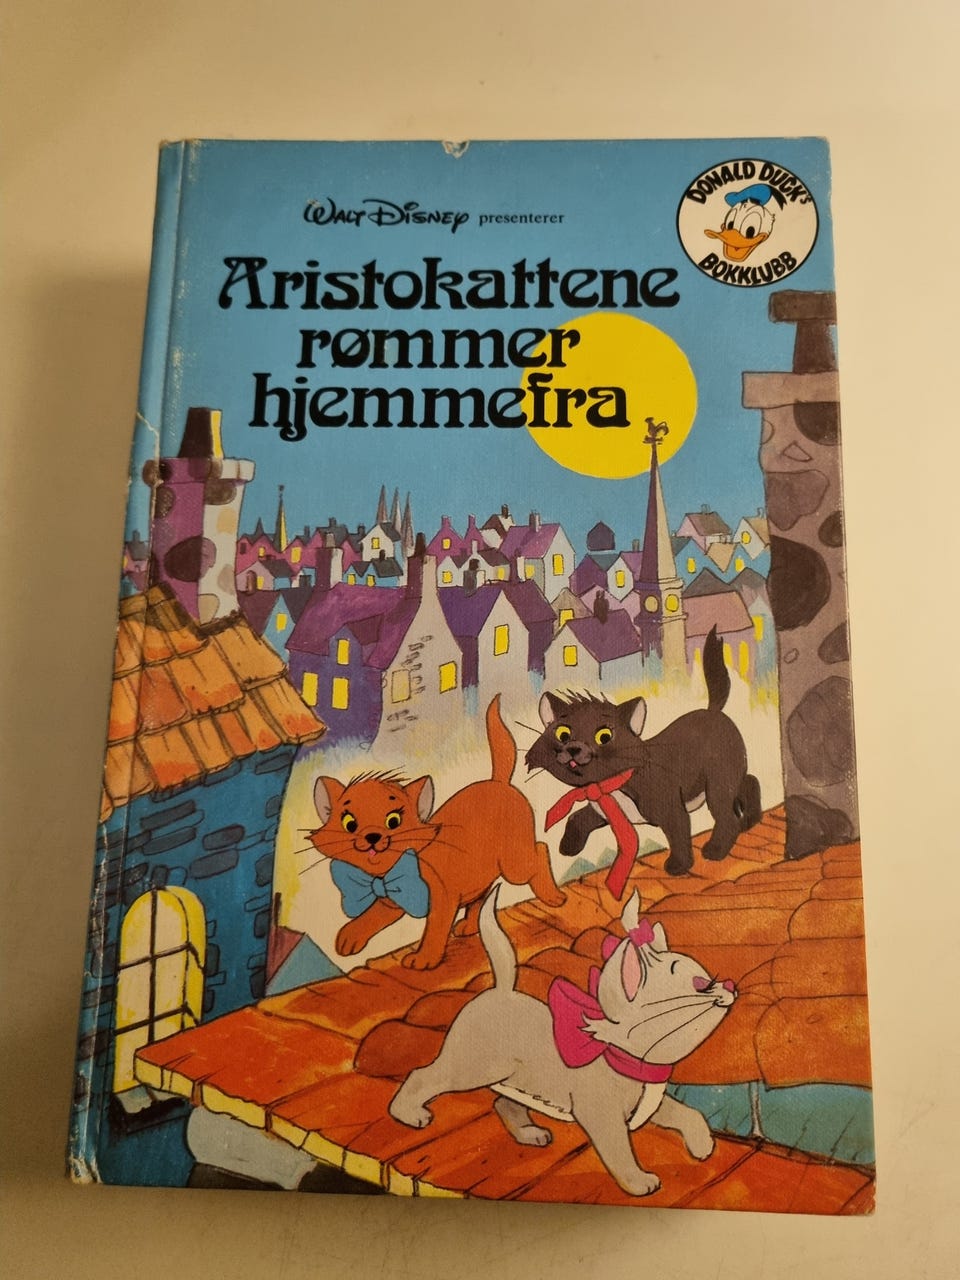 WALT DISNEY presenterer
Aristokattene
rømmer
hjemmefra
DONALD DUCK's
BOKKLUBB